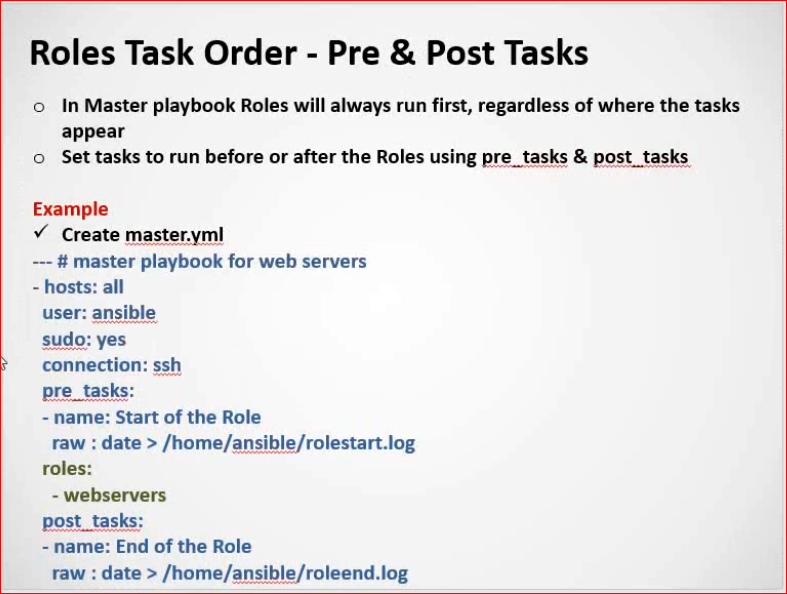 Roles Task Order - Pre & Post Tasks
o In Master playbook Roles will always run first, regardless of where the tasks
appear
o Set tasks to run before or after the Roles using pre_tasks & post_tasks
Example
✓ Create master.yml
--- # master playbook for web servers
- hosts: all
user: ansible
sudo: yes
connection: ssh
pre_tasks:
- name: Start of the Role
raw : date > /home/ansible/rolestart.log
roles:
- webservers
post_tasks:
- name: End of the Role
raw : date > /home/ansible/roleend.log